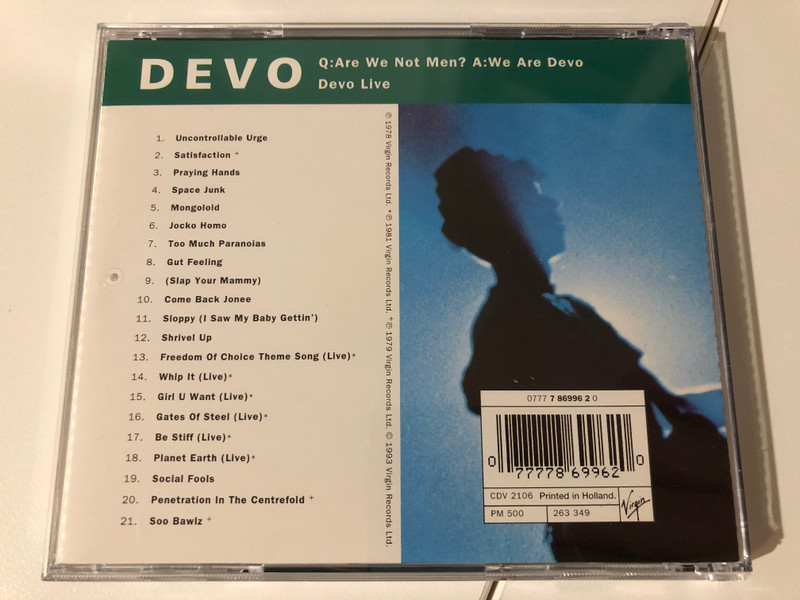 DEVO
Q:Are We Not Men? A:We Are Devo
Devo Live
1. Uncontrollable Urge
2. Satisfaction +
3. Praying Hands
4. Space Junk
5. Mongoloid
6. Jocko Homo
7. Too Much Paranoias
8. Gut Feeling
9. (Slap Your Mammy)
10. Come Back Jonee
11. Sloppy (I Saw My Baby Gettin')
12. Shrivel Up
13. Freedom Of Choice Theme Song (Live)*
14. Whip It (Live)*
15. Girl U Want (Live)*
16. Gates Of Steel (Live)*
17. Be Stiff (Live)*
18. Planet Earth (Live)*
19. Social Fools
20. Penetration In The Centrefold +
21. Soo Bawlz +
℗ 1978 Virgin Records Ltd. *℗ 1981 Virgin Records Ltd. +℗ 1979 Virgin Records Ltd. © 1993 Virgin Records Ltd.
0777 7 86996 2 0
0 77778 69962 0
CDV 2106 Printed in Holland.
PM 500 263 349
Virgin